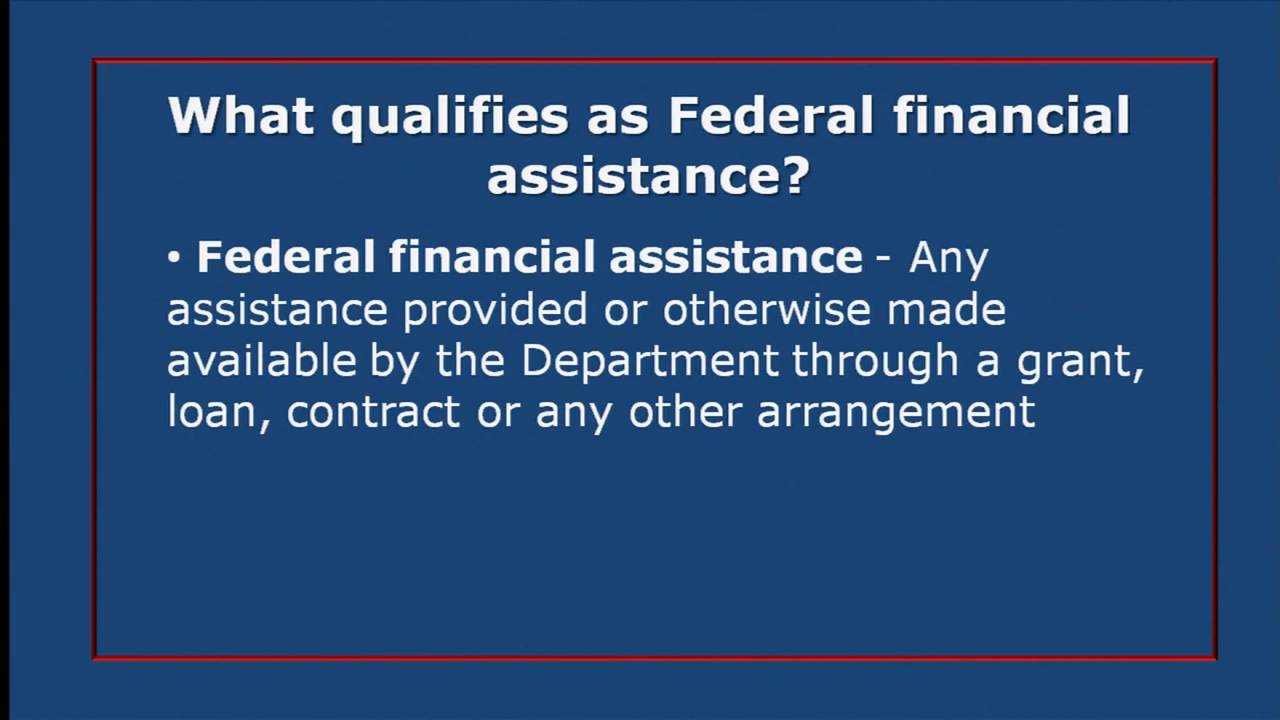 What qualifies as Federal financial
assistance?
• Federal financial assistance - Any
assistance provided or otherwise made
available by the Department through a grant,
loan, contract or any other arrangement